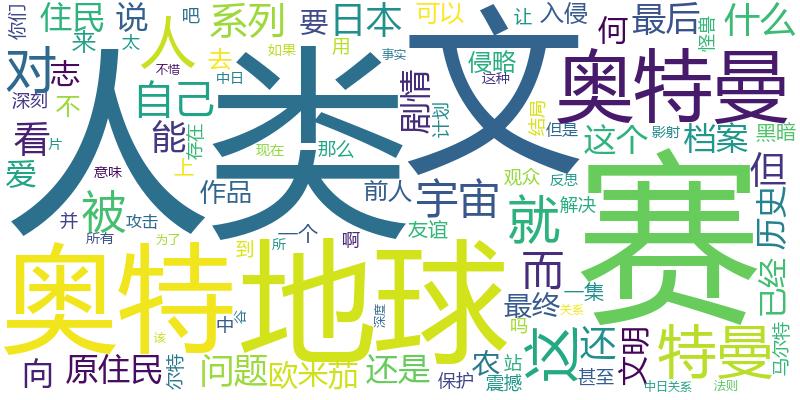 你们 住民 说 吧 系列 要 日本 可以 让 入侵 最后 什么
来 太 人 去 如果 用 何 怪兽
对 志 不惜 中日 事实
深刻 不 自己 人类 文 剧情 侵略 这种 奥特曼
看 能 存在 计划 结局 但是 这个 影射 档案 黑暗
片 现在 那么
爱 意味 上 作品 前人 宇宙 观众 反思 但
被 并 攻击 一个 友谊 就 解决 赛 历史
所有 为了 所 啊
奥特 地球 到 而 一集 已经
最终 关系
中 谷 深度 吗 这 还 文明 特曼 马尔特
该
向 原住民 尔特 问题 欧米茄 还是 保护 农 站 震撼 甚至 中日关系 法则